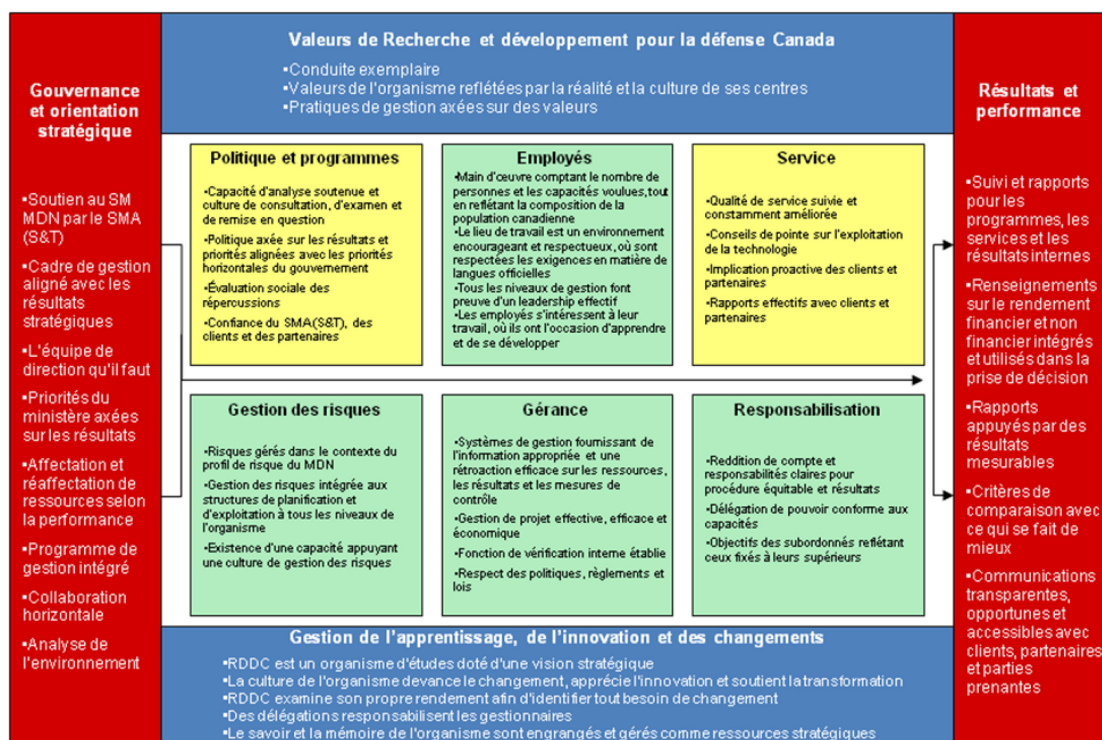 Valeurs de Recherche et développement pour la défense Canada
▪Conduite exemplaire
▪Valeurs de l'organisme reflétées par la réalité et la culture de ses centres
▪Pratiques de gestion axées sur des valeurs
Gouvernance
et orientation
stratégique
▪Soutien au SM
MDN par le SMA
(S&T)
▪Cadre de gestion
aligné avec les
résultats
stratégiques
▪L'équipe de
direction qu'il faut
▪Priorités du
ministère axées
sur les résultats
▪Affectation et
réaffectation de
ressources selon
la performance
▪Programme de
gestion intégré
▪Collaboration
horizontale
▪Analyse de
l'environnement
Politique et programmes
•Capacité d'analyse soutenue et
culture de consultation, d'examen et
de remise en question
•Politique axée sur les résultats et
priorités alignées avec les priorités
horizontales du gouvernement
•Évaluation sociale des
répercussions
•Confiance du SMA(S&T), des
clients et des partenaires
Employés
•Main d'œuvre comptant le nombre de
personnes et les capacités voulues, tout
en reflétant la composition de la
population canadienne
•Le lieu de travail est un environnement
encourageant et respectueux, où sont
respectées les exigences en matière de
langues officielles
•Tous les niveaux de gestion font
preuve d'un leadership effectif
•Les employés s'intéressent à leur
travail, où ils ont l'occasion d'apprendre
et de se développer
Service
•Qualité de service suivie et
constamment améliorée
•Conseils de pointe sur l'exploitation
de la technologie
•Implication proactive des clients et
partenaires
•Rapports effectifs avec clients et
partenaires
Gestion des risques
•Risques gérés dans le contexte du
profil de risque du MDN
•Gestion des risques intégrée aux
structures de planification et
d'exploitation à tous les niveaux de
l'organisme
•Existence d'une capacité appuyant
une culture de gestion des risques
Gérance
•Systèmes de gestion fournissant de
l'information appropriée et une
rétroaction efficace sur les ressources,
les résultats et les mesures de
contrôle
•Gestion de projet effective, efficace et
économique
•Fonction de vérification interne établie
•Respect des politiques, règlements et
lois
Responsabilisation
•Reddition de compte et
responsabilités claires pour
procédure équitable et résultats
•Délégation de pouvoir conforme aux
capacités
•Objectifs des subordonnés reflétant
ceux fixés à leurs supérieurs
Résultats et
performance
▪Suivi et rapports
pour les
programmes, les
services et les
résultats internes
▪Renseignements
sur le rendement
financier et non
financier intégrés
et utilisés dans la
prise de décision
▪Rapports
appuyés par des
résultats
mesurables
▪Critères de
comparaison avec
ce qui se fait de
mieux
▪Communications
transparentes,
opportunes et
accessibles avec
clients, partenaires
et parties
prenantes
Gestion de l'apprentissage, de l'innovation et des changements
▪RDDC est un organisme d'études doté d'une vision stratégique
▪La culture de l'organisme devance le changement, apprécie l'innovation et soutient la transformation
▪RDDC examine son propre rendement afin d'identifier tout besoin de changement
▪Des délégations responsabilisent les gestionnaires
▪Le savoir et la mémoire de l'organisme sont engrangés et gérés comme ressources stratégiques